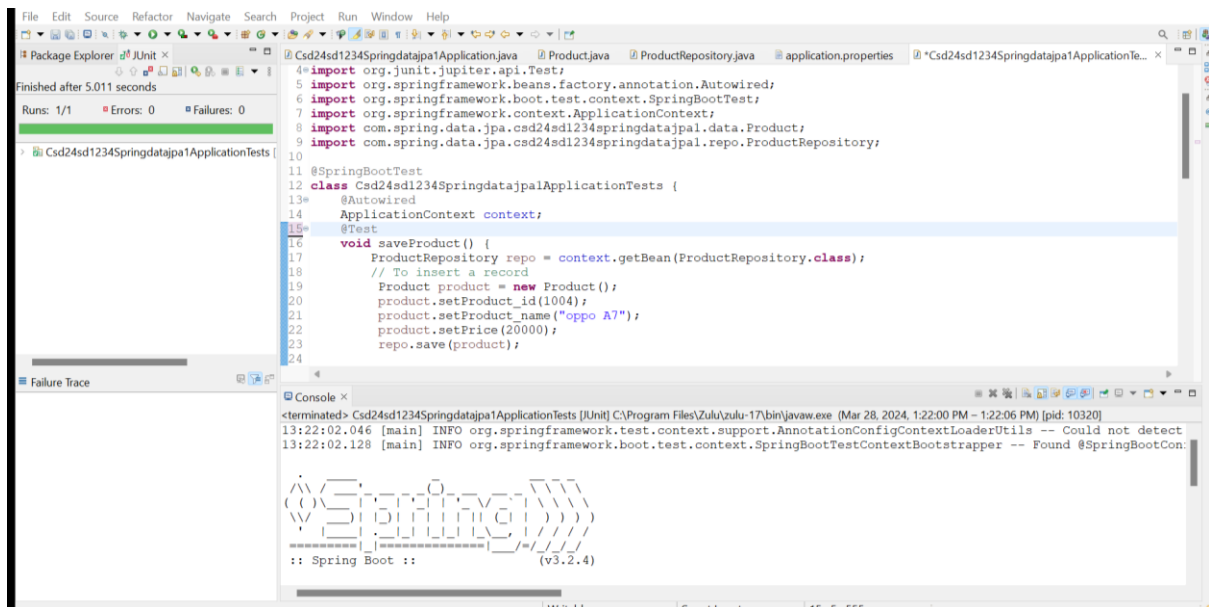 File Edit Source Refactor Navigate Search Project Run Window Help
Package Explorer JUnit ×
Finished after 5.011 seconds
Runs: 1/1 Errors: 0 Failures: 0
Csd24sd1234Springdatajpa1ApplicationTests [
Failure Trace
Csd24sd1234Springdatajpa1Application.java Product.java ProductRepository.java application.properties *Csd24sd1234Springdatajpa1ApplicationTe... ×
4 import org.junit.jupiter.api.Test;
5 import org.springframework.beans.factory.annotation.Autowired;
6 import org.springframework.boot.test.context.SpringBootTest;
7 import org.springframework.context.ApplicationContext;
8 import com.spring.data.jpa.csd24sd1234springdatajpa1.data.Product;
9 import com.spring.data.jpa.csd24sd1234springdatajpa1.repo.ProductRepository;
10
11 @SpringBootTest
12 class Csd24sd1234Springdatajpa1ApplicationTests {
13 @Autowired
14 ApplicationContext context;
15 @Test
16 void saveProduct() {
17 ProductRepository repo = context.getBean(ProductRepository.class);
18 // To insert a record
19 Product product = new Product();
20 product.setProduct_id(1004);
21 product.setProduct_name("oppo A7");
22 product.setPrice(20000);
23 repo.save(product);
24
Console ×
<terminated> Csd24sd1234Springdatajpa1ApplicationTests [JUnit] C:\Program Files\Zulu\zulu-17\bin\javaw.exe (Mar 28, 2024, 1:22:00 PM – 1:22:06 PM) [pid: 10320]
13:22:02.046 [main] INFO org.springframework.test.context.support.AnnotationConfigContextLoaderUtils -- Could not detect
13:22:02.128 [main] INFO org.springframework.boot.test.context.SpringBootTestContextBootstrapper -- Found @SpringBootCon
Spring
:: Spring Boot :: (v3.2.4)